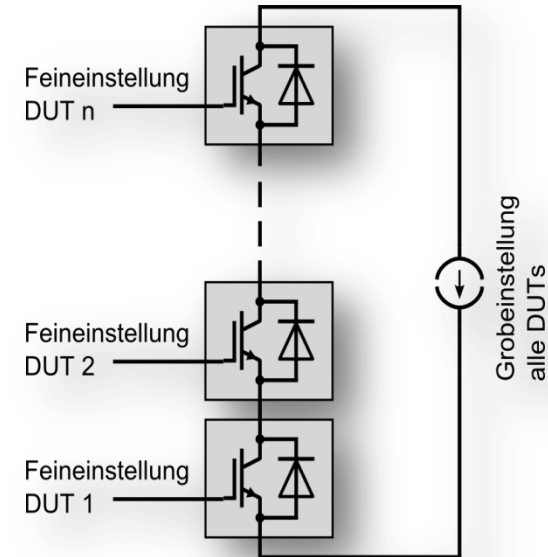 Feineinstellung
DUT n
Feineinstellung
DUT 2
Feineinstellung
DUT 1
Grobeinstellung
alle DUTs